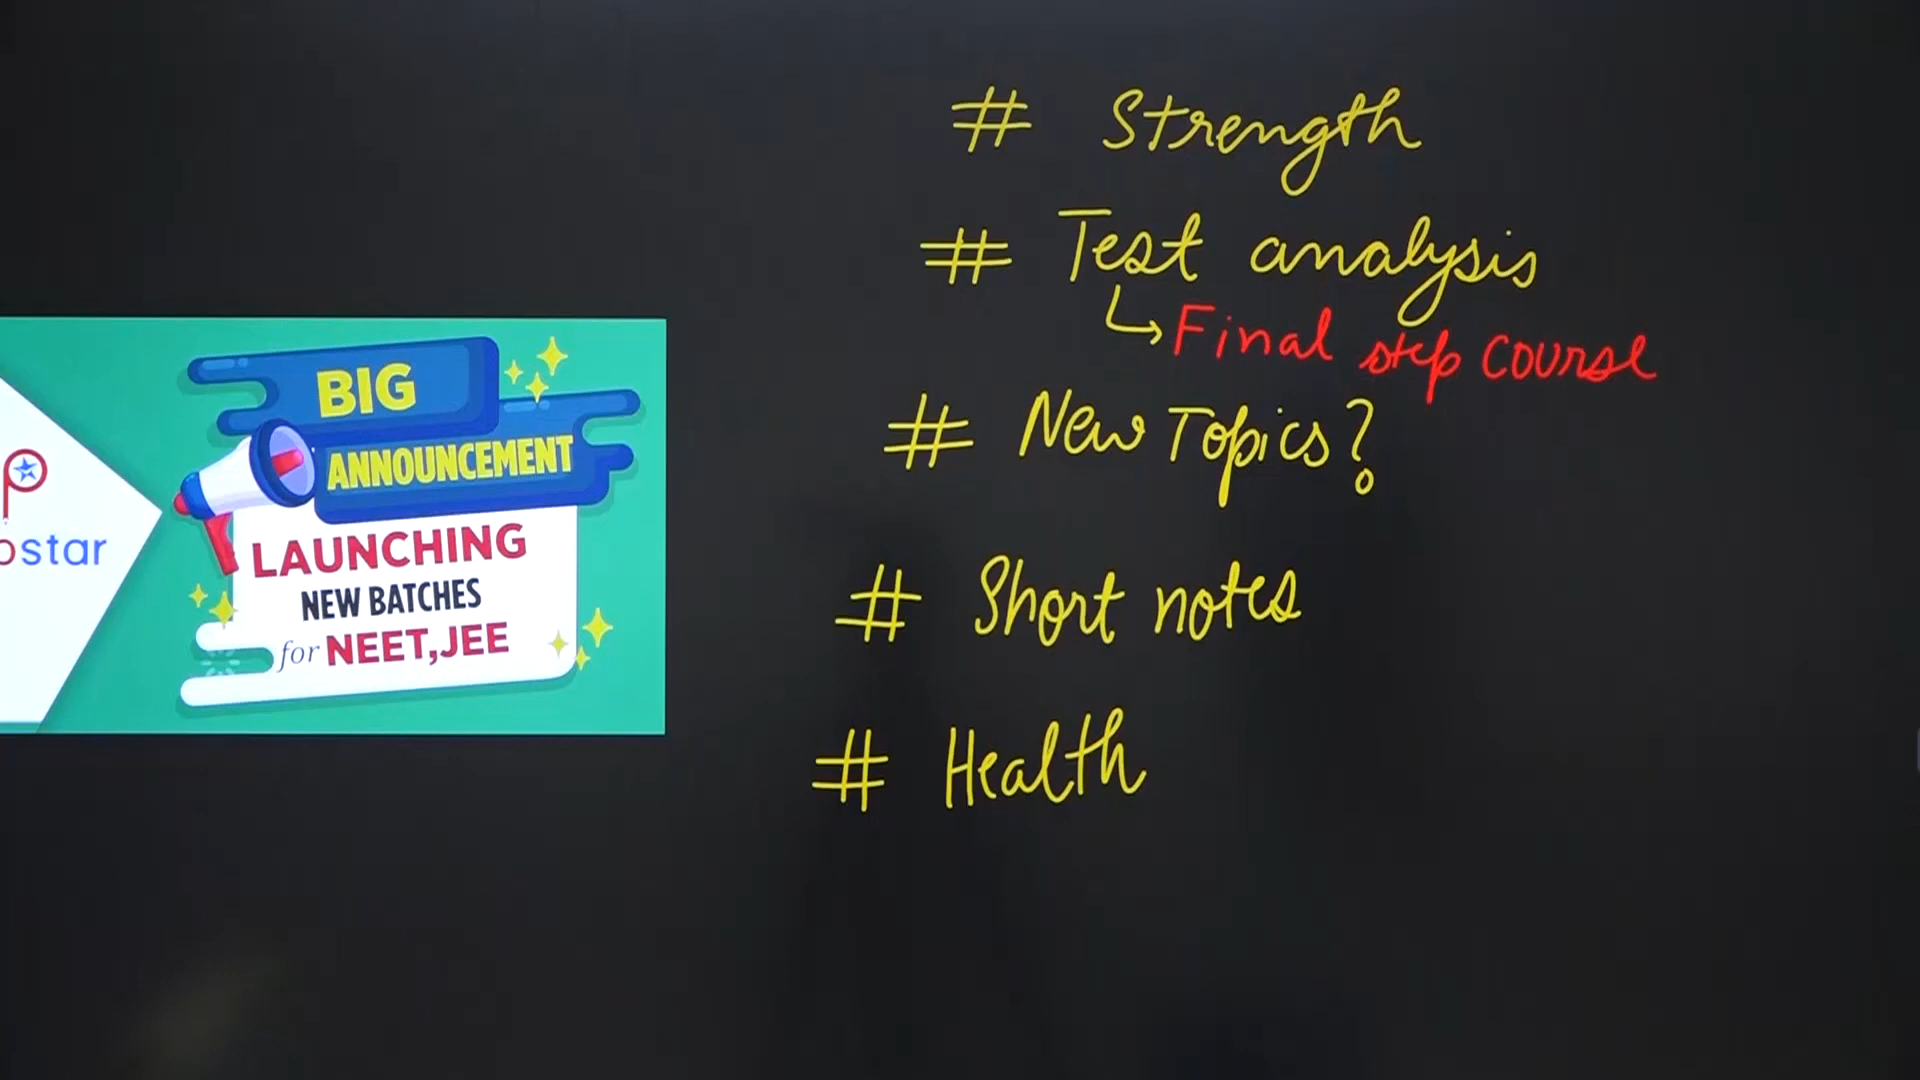 # Strength
# Test analysis
↳ Final step course
# New Topics?
# Short notes
# Health
pstar
BIG
ANNOUNCEMENT
LAUNCHING
NEW BATCHES
for NEET,JEE